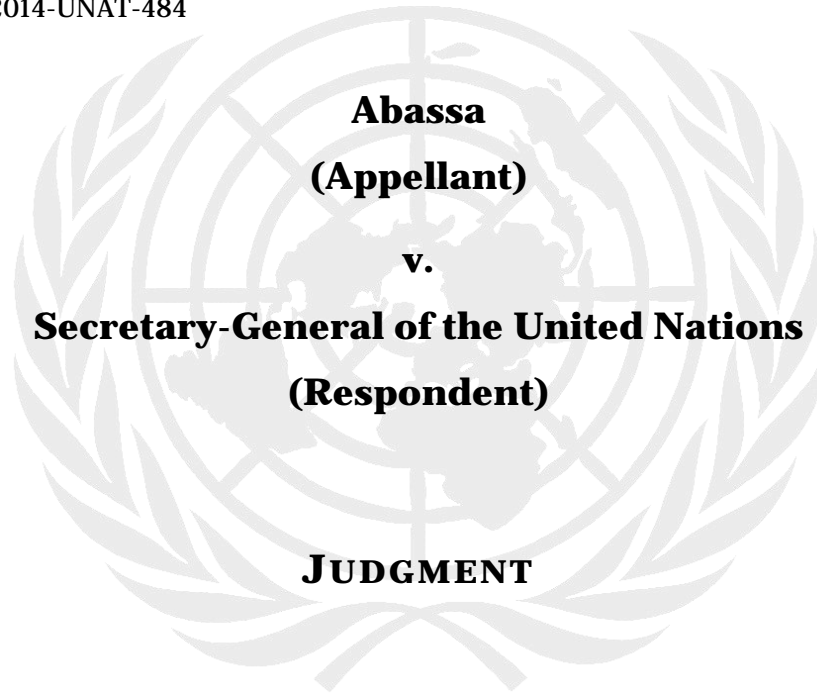 2014-UNAT-484
Abassa
(Appellant)
v.
Secretary-General of the United Nations
(Respondent)
JUDGMENT